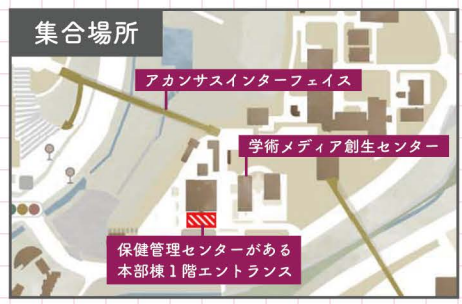 集合場所
アカンサスインターフェイス
学術メディア創生センター
保健管理センターがある
本部棟1階エントランス